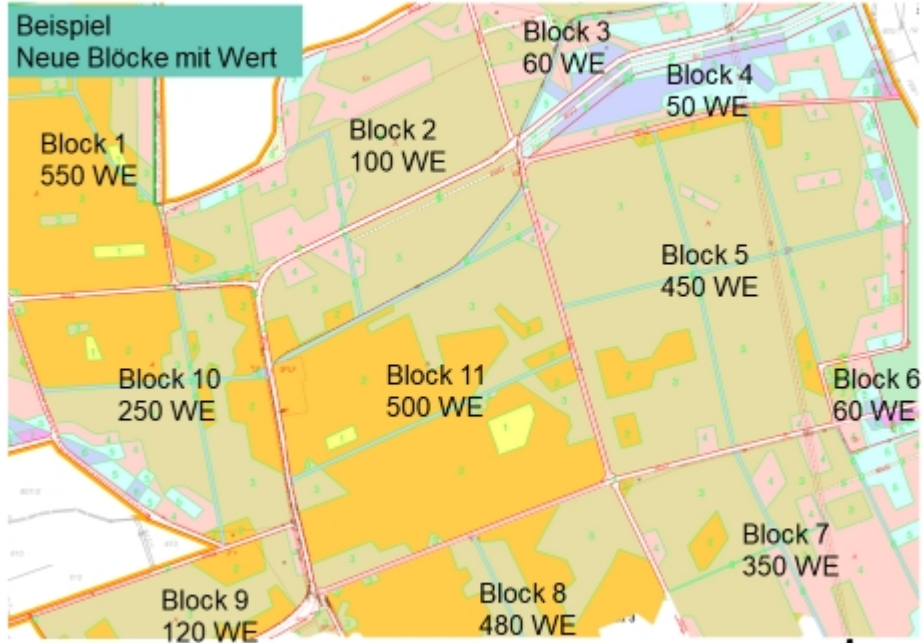 Beispiel
Neue Blöcke mit Wert
Block 3
60 WE
Block 4
50 WE
Block 1
550 WE
Block 2
100 WE
Block 5
450 WE
Block 10
250 WE
Block 11
500 WE
Block 6
60 WE
Block 7
350 WE
Block 9
120 WE
Block 8
480 WE